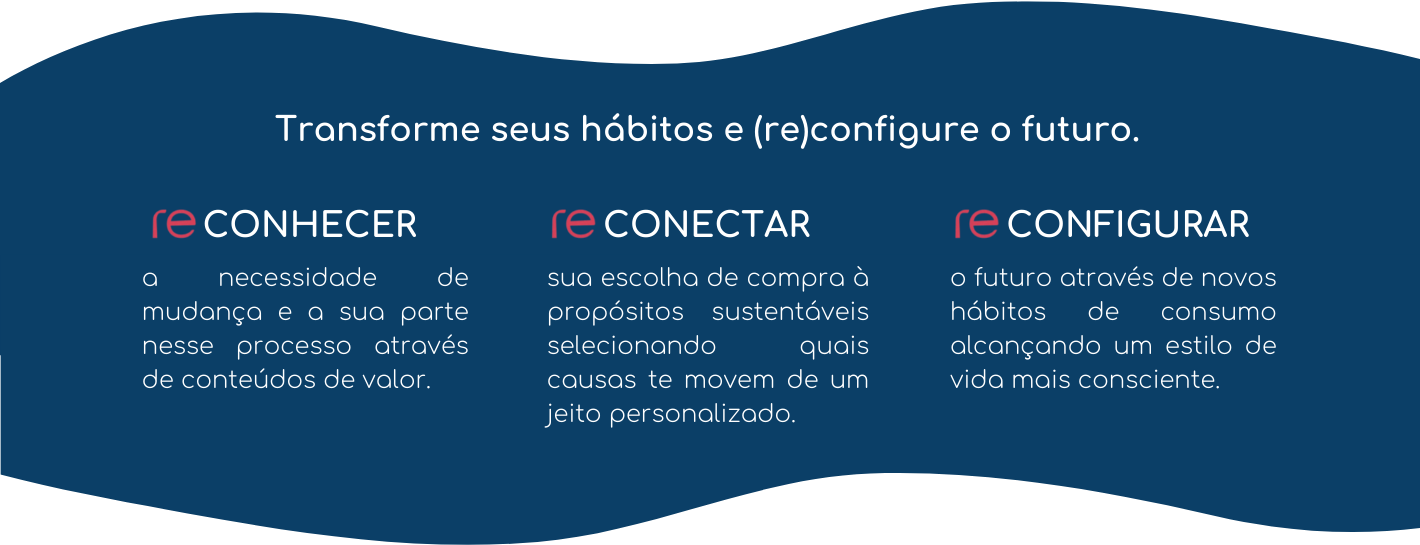 Transforme seus hábitos e (re)configure o futuro.
re CONHECER
a necessidade de
mudança e a sua parte
nesse processo através
de conteúdos de valor.
re CONECTAR
sua escolha de compra à
propósitos sustentáveis
selecionando quais
causas te movem de um
jeito personalizado.
re CONFIGURAR
o futuro através de novos
hábitos de consumo
alcançando um estilo de
vida mais consciente.